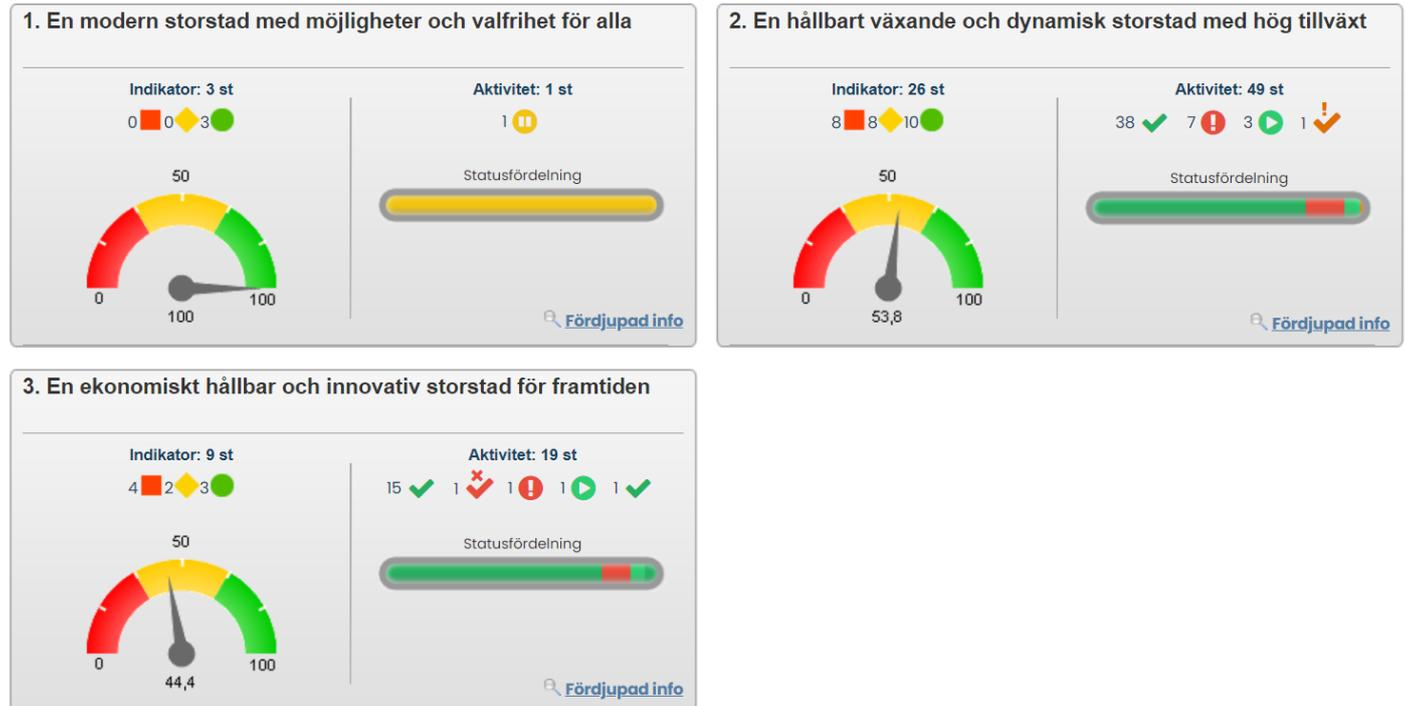 1. En modern storstad med möjligheter och valfrihet för alla
Indikator: 3 st
0 0 3
Aktivitet: 1 st
1
Statusfördelning
50
0
100
100
Fördjupad info
2. En hållbart växande och dynamisk storstad med hög tillväxt
Indikator: 26 st
8 8 10
Aktivitet: 49 st
38 7 3 1
Statusfördelning
50
0
100
53,8
Fördjupad info
3. En ekonomiskt hållbar och innovativ storstad för framtiden
Indikator: 9 st
4 2 3
Aktivitet: 19 st
15 1 1 1 1
Statusfördelning
50
0
100
44,4
Fördjupad info